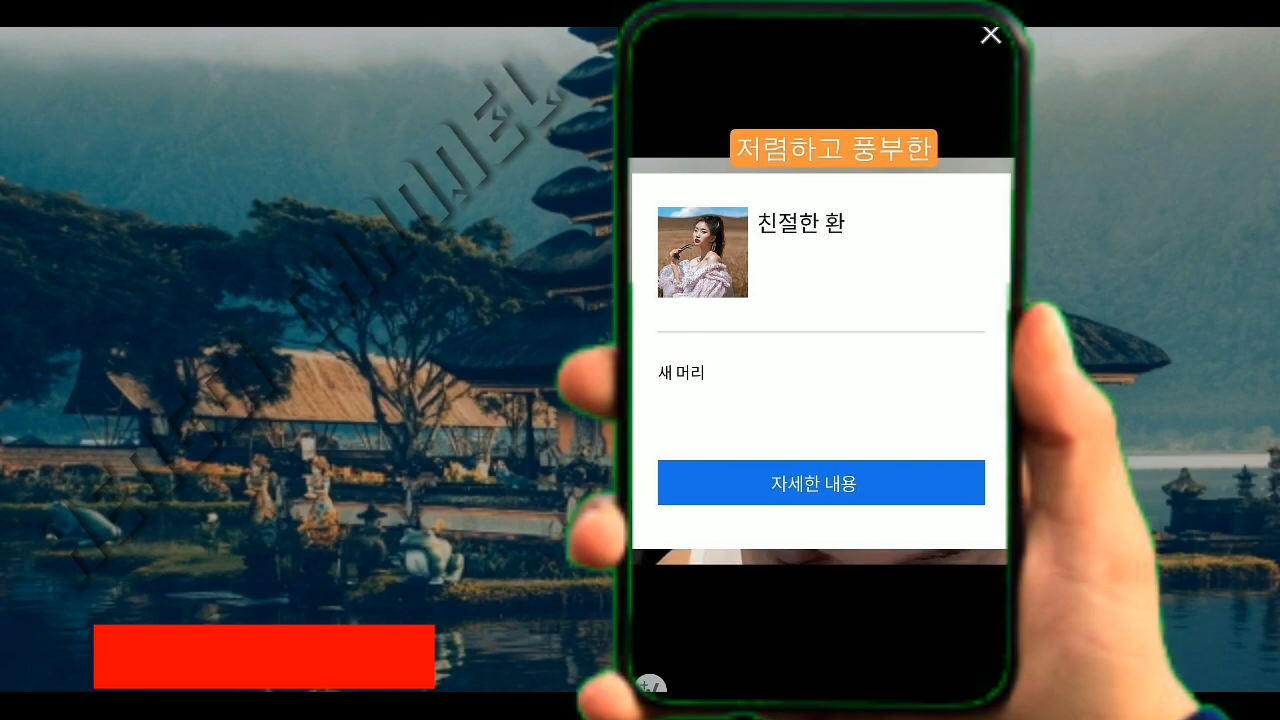 저렴하고 풍부한
친절한 환
새 머리
자세한 내용